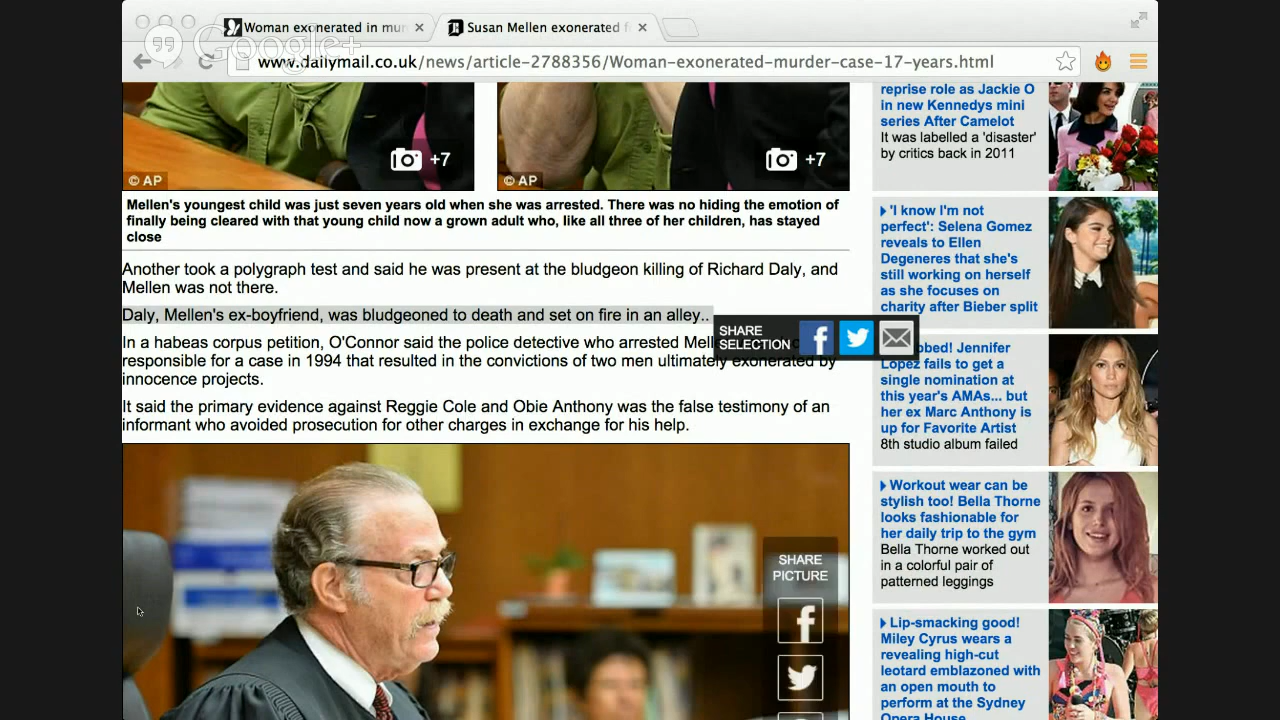 Woman exonerated in mur
Susan Mellen exonerated f
Google+
www.dailymail.co.uk/news/article-2788356/Woman-exonerated-murder-case-17-years.html
+7
+7
© AP
© AP
Mellen's youngest child was just seven years old when she was arrested. There was no hiding the emotion of
finally being cleared with that young child now a grown adult who, like all three of her children, has stayed
close
Another took a polygraph test and said he was present at the bludgeon killing of Richard Daly, and
Mellen was not there.
Daly, Mellen's ex-boyfriend, was bludgeoned to death and set on fire in an alley..
SHARE
SELECTION
In a habeas corpus petition, O'Connor said the police detective who arrested Mell
responsible for a case in 1994 that resulted in the convictions of two men ultimately exonerated by
innocence projects.
It said the primary evidence against Reggie Cole and Obie Anthony was the false testimony of an
informant who avoided prosecution for other charges in exchange for his help.
SHARE
PICTURE
reprise role as Jackie O
in new Kennedys mini
series After Camelot
It was labelled a 'disaster'
by critics back in 2011
'I know I'm not
perfect': Selena Gomez
reveals to Ellen
Degeneres that she's
still working on herself
as she focuses on
charity after Bieber split
obbed! Jennifer
Lopez fails to get a
single nomination at
this year's AMAs... but
her ex Marc Anthony is
up for Favorite Artist
8th studio album failed
Workout wear can be
stylish too! Bella Thorne
looks fashionable for
her daily trip to the gym
Bella Thorne worked out
in a colorful pair of
patterned leggings
Lip-smacking good!
Miley Cyrus wears a
revealing high-cut
leotard emblazoned with
an open mouth to
perform at the Sydney
Opera House